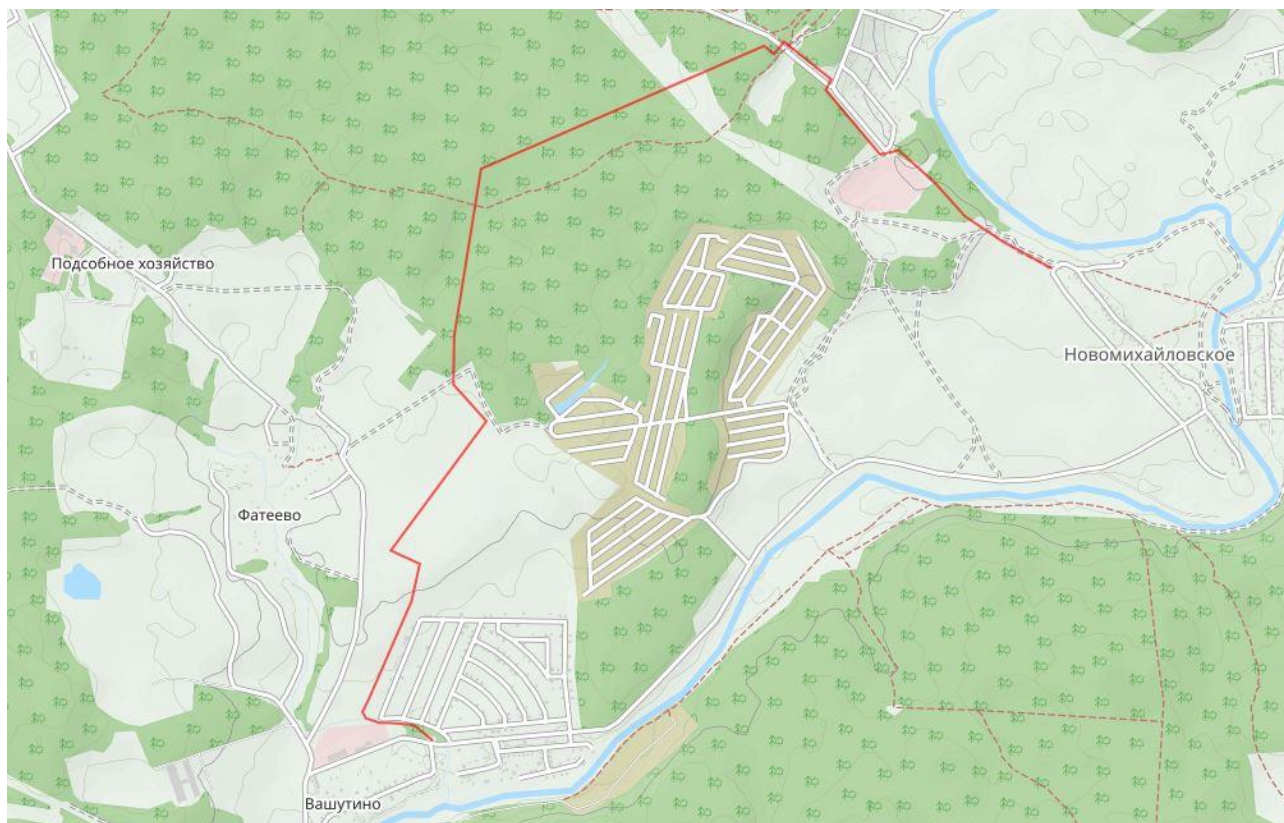 Подсобное хозяйство
Новомихайловское
Фатеево
Вашутино